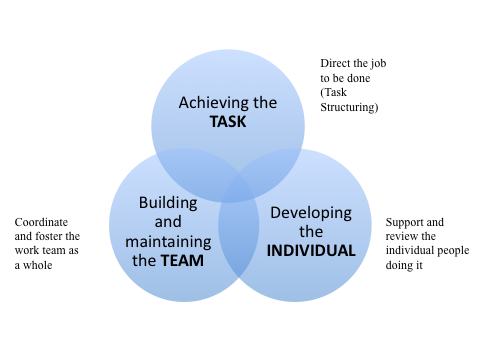 Direct the job
to be done
(Task
Structuring)
Achieving the
TASK
Building
and
maintaining
the TEAM
Developing
the
INDIVIDUAL
Coordinate
and foster the
work team as
a whole
Support and
review the
individual people
doing it